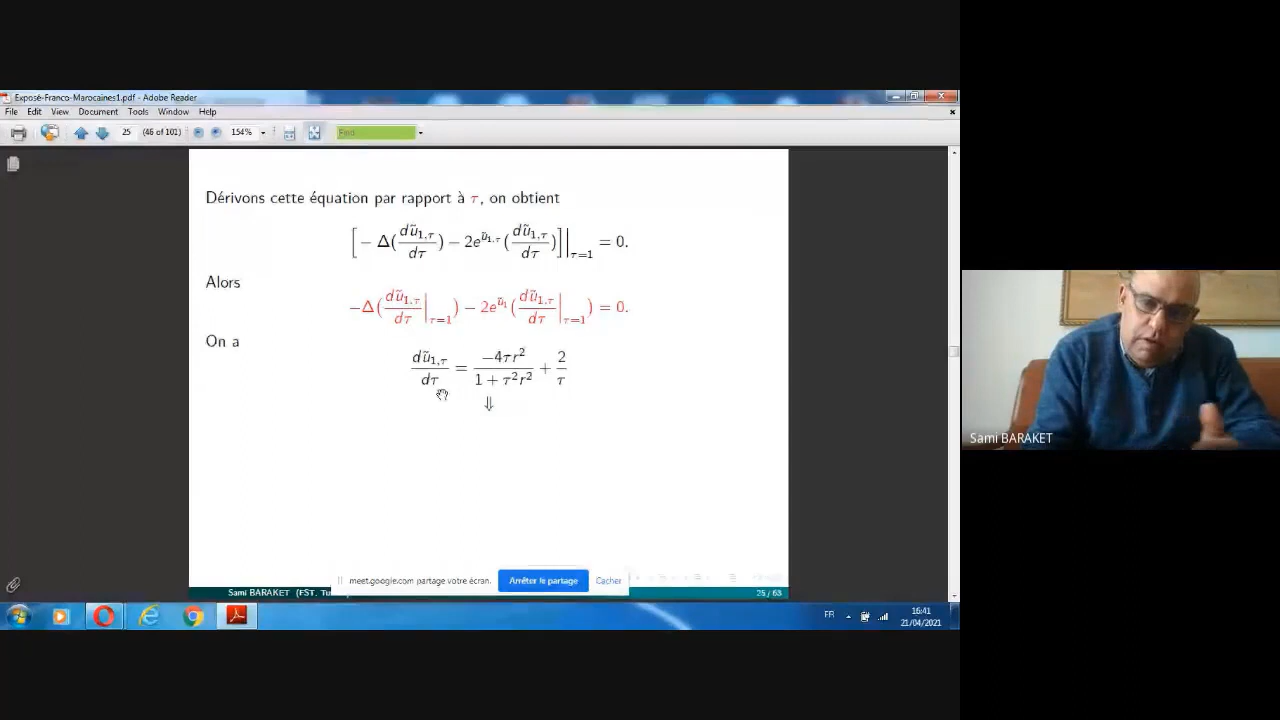 Exposé-Franco-Marocaines1.pdf - Adobe Reader
File Edit View Document Tools Window Help
25 (46 of 101) 154% Find
Dérivons cette équation par rapport à τ, on obtient
[ − Δ(dũ₁,τ/dτ) − 2e^ũ₁,τ (dũ₁,τ/dτ)]|τ=1 = 0.
Alors
−Δ(dũ₁,τ/dτ|τ=1) − 2e^ũ₁ (dũ₁,τ/dτ|τ=1) = 0.
On a
dũ₁,τ/dτ = −4τr²/1 + τ²r² + 2/τ
⇓
Sami BARAKET
meet.google.com partage votre écran. Arrêter le partage Cacher
Sami BARAKET (FST, 25 / 63
FR 16:41
21/04/2021